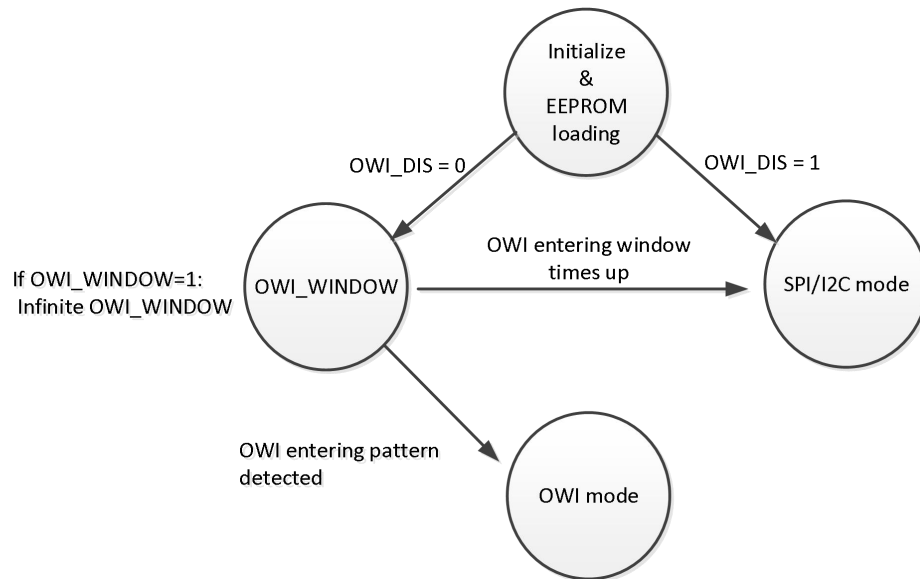 Initialize
&
EEPROM
loading
OWI_DIS = 0
OWI_DIS = 1
OWI entering window
times up
If OWI_WINDOW=1:
Infinite OWI_WINDOW
OWI_WINDOW
SPI/I2C mode
OWI entering pattern
detected
OWI mode